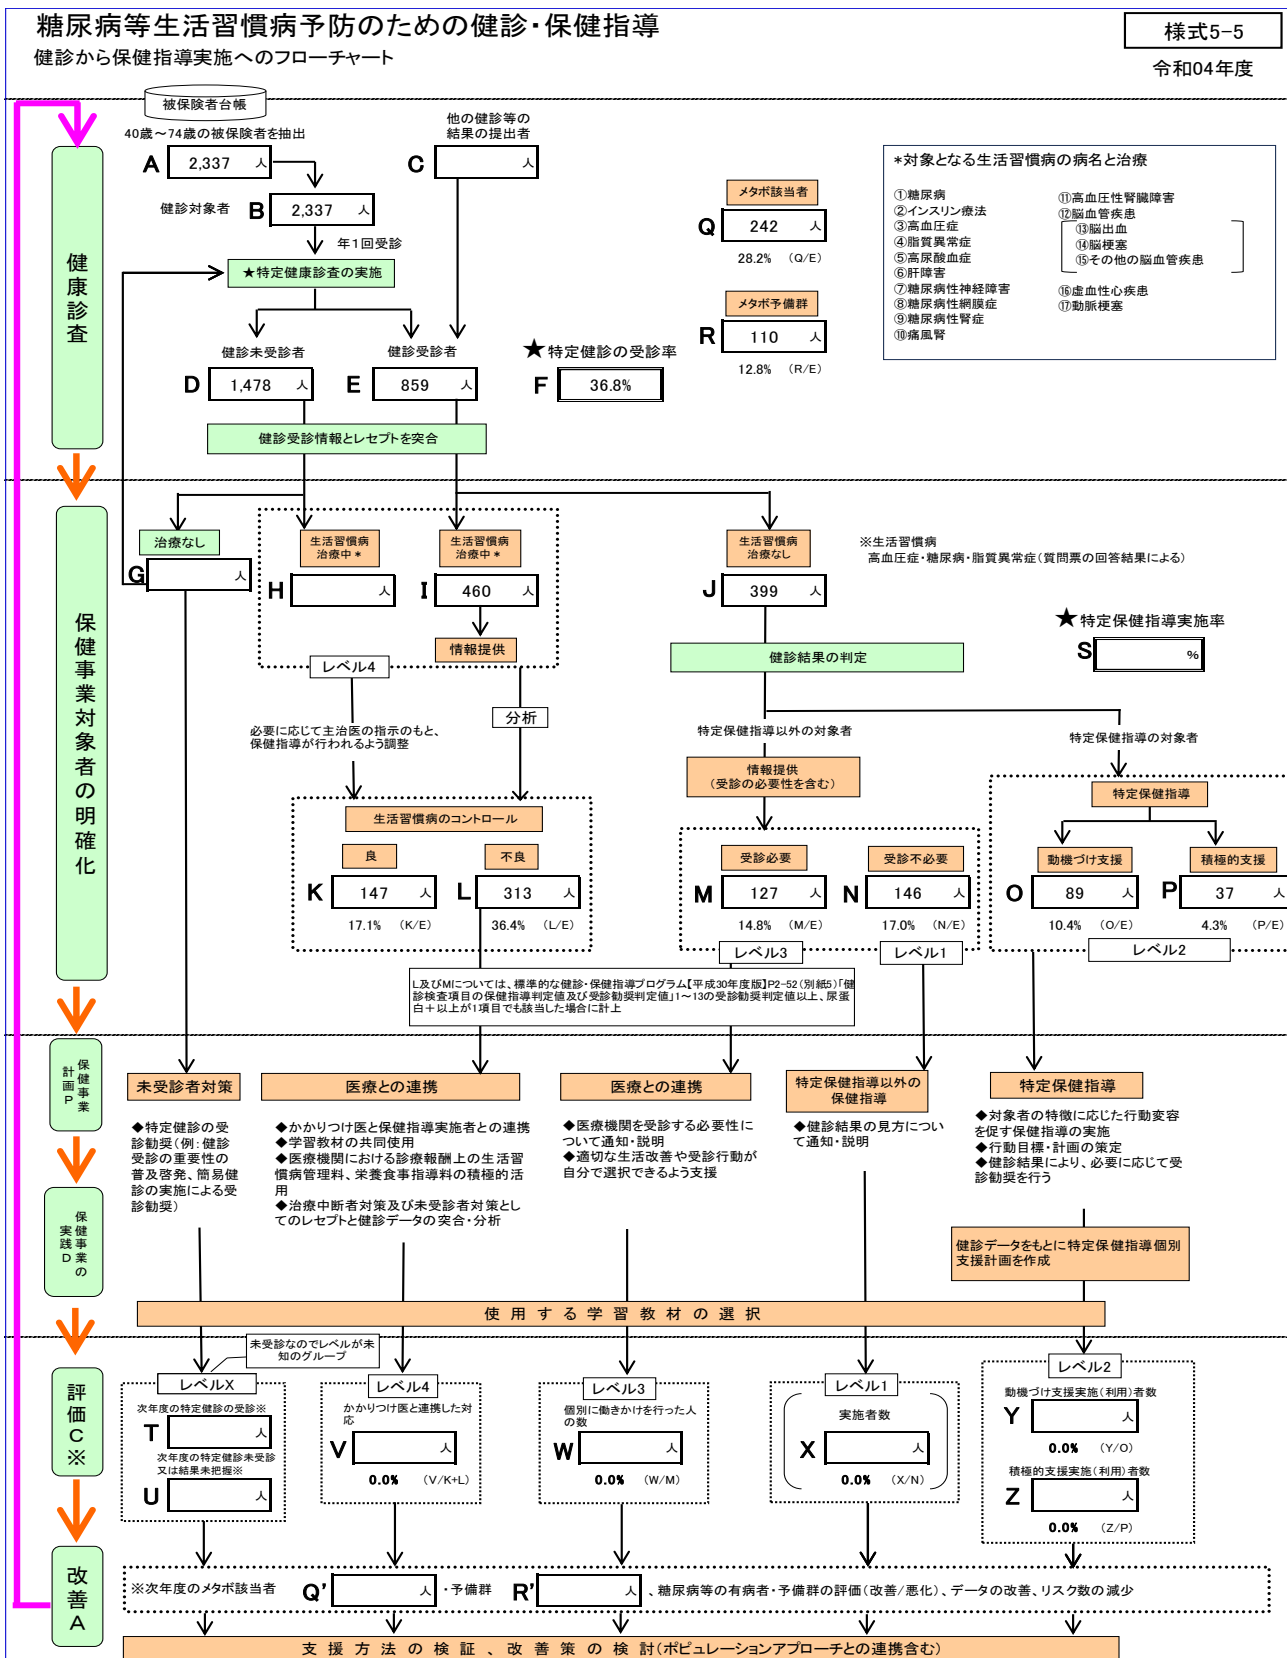 糖尿病等生活習慣病予防のための健診・保健指導
健診から保健指導実施へのフローチャート
様式5-5
令和04年度
被保険者台帳
40歳～74歳の被保険者を抽出
A 2,337 人
他の健診等の
結果の提出者
C 人
健診対象者 B 2,337 人
年1回受診
★特定健康診査の実施
メタボ該当者
Q 242 人
28.2% (Q/E)
メタボ予備群
R 110 人
12.8% (R/E)
*対象となる生活習慣病の病名と治療
①糖尿病
②インスリン療法
③高血圧症
④脂質異常症
⑤高尿酸血症
⑥肝障害
⑦糖尿病性神経障害
⑧糖尿病性網膜症
⑨糖尿病性腎症
⑩痛風腎
⑪高血圧性腎臓障害
⑫脳血管疾患
⑬脳出血
⑭脳梗塞
⑮その他の脳血管疾患
⑯虚血性心疾患
⑰動脈梗塞
健康診査
健診未受診者
D 1,478 人
健診受診者
E 859 人
★特定健診の受診率
F 36.8%
健診受診情報とレセプトを突合
保健事業対象者の明確化
治療なし
G 人
生活習慣病
治療中*
H 人
生活習慣病
治療中*
I 460 人
情報提供
レベル4
生活習慣病
治療なし
J 399 人
※生活習慣病
高血圧症・糖尿病・脂質異常症(質問票の回答結果による)
★特定保健指導実施率
S %
健診結果の判定
必要に応じて主治医の指示のもと、
保健指導が行われるよう調整
分析
特定保健指導以外の対象者
特定保健指導の対象者
情報提供
(受診の必要性を含む)
特定保健指導
生活習慣病のコントロール
良
K 147 人
17.1% (K/E)
不良
L 313 人
36.4% (L/E)
受診必要
M 127 人
14.8% (M/E)
レベル3
受診不必要
N 146 人
17.0% (N/E)
レベル1
動機づけ支援
O 89 人
10.4% (O/E)
積極的支援
P 37 人
4.3% (P/E)
レベル2
L及びMについては、標準的な健診・保健指導プログラム【平成30年度版】P2-52(別紙5)「健
診検査項目の保健指導判定値及び受診勧奨判定値」1～13の受診勧奨判定値以上、尿蛋
白＋以上が1項目でも該当した場合に計上
保健事業
計画P
未受診者対策
◆特定健診の受
診勧奨(例:健診
受診の重要性の
普及啓発、簡易健
診の実施による受
診勧奨)
医療との連携
◆かかりつけ医と保健指導実施者との連携
◆学習教材の共同使用
◆医療機関における診療報酬上の生活習
慣病管理料、栄養食事指導料の積極的活
用
◆治療中断者対策及び未受診者対策とし
てのレセプトと健診データの突合・分析
医療との連携
◆医療機関を受診する必要性に
ついて通知・説明
◆適切な生活改善や受診行動が
自分で選択できるよう支援
特定保健指導以外の
保健指導
◆健診結果の見方につい
て通知・説明
特定保健指導
◆対象者の特徴に応じた行動変容
を促す保健指導の実施
◆行動目標・計画の策定
◆健診結果により、必要に応じて受
診勧奨を行う
保健事業の
実践D
健診データをもとに特定保健指導個別
支援計画を作成
使用する学習教材の選択
評価C※
未受診なのでレベルが未
知のグループ
レベルX
次年度の特定健診の受診※
T 人
次年度の特定健診未受診
又は結果未把握※
U 人
レベル4
かかりつけ医と連携した対
応
V 人
0.0% (V/K+L)
レベル3
個別に働きかけを行った人
の数
W 人
0.0% (W/M)
レベル1
実施者数
X 人
0.0% (X/N)
レベル2
動機づけ支援実施(利用)者数
Y 人
0.0% (Y/O)
積極的支援実施(利用)者数
Z 人
0.0% (Z/P)
改善A
※次年度のメタボ該当者 Q' 人 ・予備群 R' 人 、糖尿病等の有病者・予備群の評価(改善/悪化)、データの改善、リスク数の減少
支援方法の検証、改善策の検討(ポピュレーションアプローチとの連携含む)